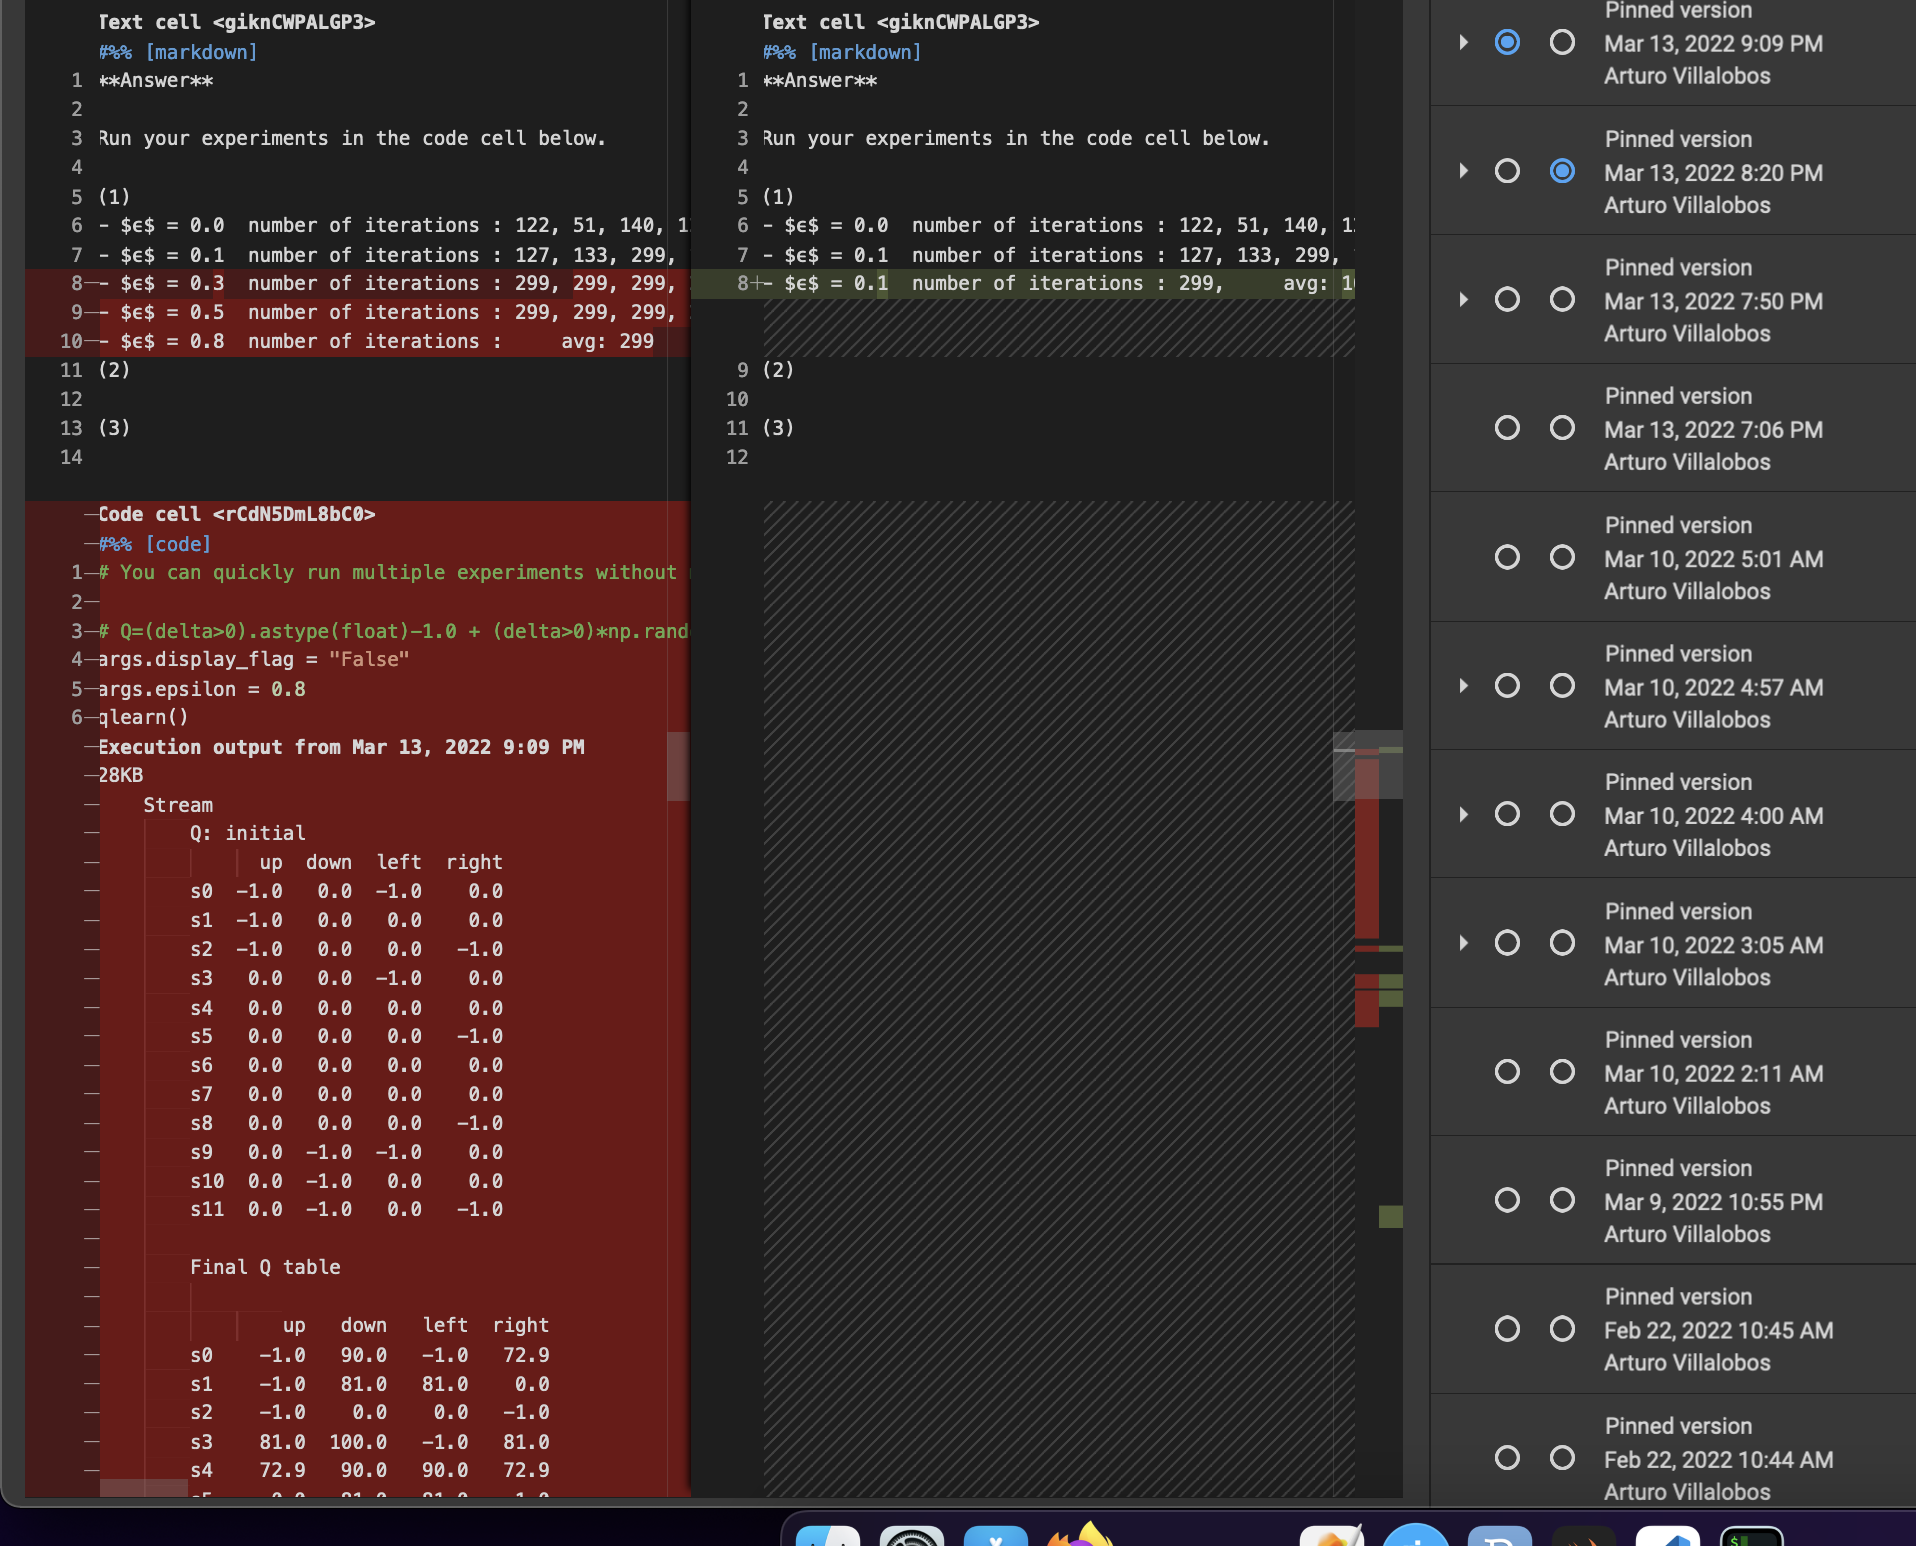 Text cell <giknCWPALGP3>
#%% [markdown]
1 **Answer**
2
3 Run your experiments in the code cell below.
4
5 (1)
6 - $ϵ$ = 0.0  number of iterations : 122, 51, 140,
7 - $ϵ$ = 0.1  number of iterations : 127, 133, 299,
8 - $ϵ$ = 0.3  number of iterations : 299, 299, 299,
9 - $ϵ$ = 0.5  number of iterations : 299, 299, 299,
10 - $ϵ$ = 0.8  number of iterations :     avg: 299
11 (2)
12
13 (3)
14
Code cell <rCdN5DmL8bC0>
#%% [code]
1 # You can quickly run multiple experiments without
2
3 # Q=(delta>0).astype(float)-1.0 + (delta>0)*np.rand
4 args.display_flag = "False"
5 args.epsilon = 0.8
6 qlearn()
Execution output from Mar 13, 2022 9:09 PM
28KB
Stream
Q: initial
up down left right
s0 -1.0 0.0 -1.0 0.0
s1 -1.0 0.0 0.0 0.0
s2 -1.0 0.0 0.0 -1.0
s3 0.0 0.0 -1.0 0.0
s4 0.0 0.0 0.0 0.0
s5 0.0 0.0 0.0 -1.0
s6 0.0 0.0 0.0 0.0
s7 0.0 0.0 0.0 0.0
s8 0.0 0.0 0.0 -1.0
s9 0.0 -1.0 -1.0 0.0
s10 0.0 -1.0 0.0 0.0
s11 0.0 -1.0 0.0 -1.0
Final Q table
up down left right
s0 -1.0 90.0 -1.0 72.9
s1 -1.0 81.0 81.0 0.0
s2 -1.0 0.0 0.0 -1.0
s3 81.0 100.0 -1.0 81.0
s4 72.9 90.0 90.0 72.9
Text cell <giknCWPALGP3>
#%% [markdown]
1 **Answer**
2
3 Run your experiments in the code cell below.
4
5 (1)
6 - $ϵ$ = 0.0  number of iterations : 122, 51, 140,
7 - $ϵ$ = 0.1  number of iterations : 127, 133, 299,
8+ - $ϵ$ = 0.1  number of iterations : 299,     avg:
9 (2)
10
11 (3)
12
Pinned version
Mar 13, 2022 9:09 PM
Arturo Villalobos
Pinned version
Mar 13, 2022 8:20 PM
Arturo Villalobos
Pinned version
Mar 13, 2022 7:50 PM
Arturo Villalobos
Pinned version
Mar 13, 2022 7:06 PM
Arturo Villalobos
Pinned version
Mar 10, 2022 5:01 AM
Arturo Villalobos
Pinned version
Mar 10, 2022 4:57 AM
Arturo Villalobos
Pinned version
Mar 10, 2022 4:00 AM
Arturo Villalobos
Pinned version
Mar 10, 2022 3:05 AM
Arturo Villalobos
Pinned version
Mar 10, 2022 2:11 AM
Arturo Villalobos
Pinned version
Mar 9, 2022 10:55 PM
Arturo Villalobos
Pinned version
Feb 22, 2022 10:45 AM
Arturo Villalobos
Pinned version
Feb 22, 2022 10:44 AM
Arturo Villalobos